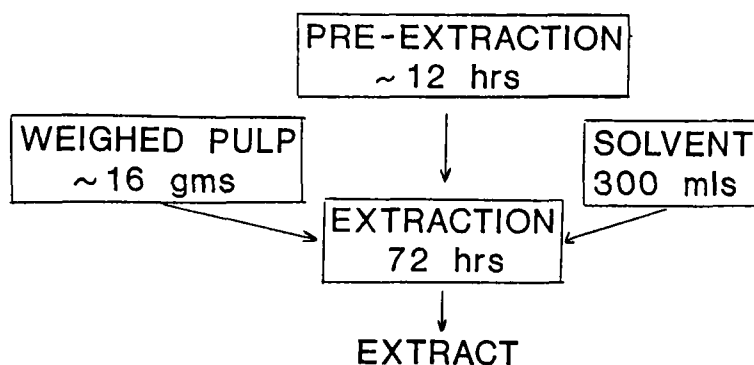 PRE-EXTRACTION
~12 hrs
WEIGHED PULP
~16 gms
SOLVENT
300 mls
EXTRACTION
72 hrs
EXTRACT